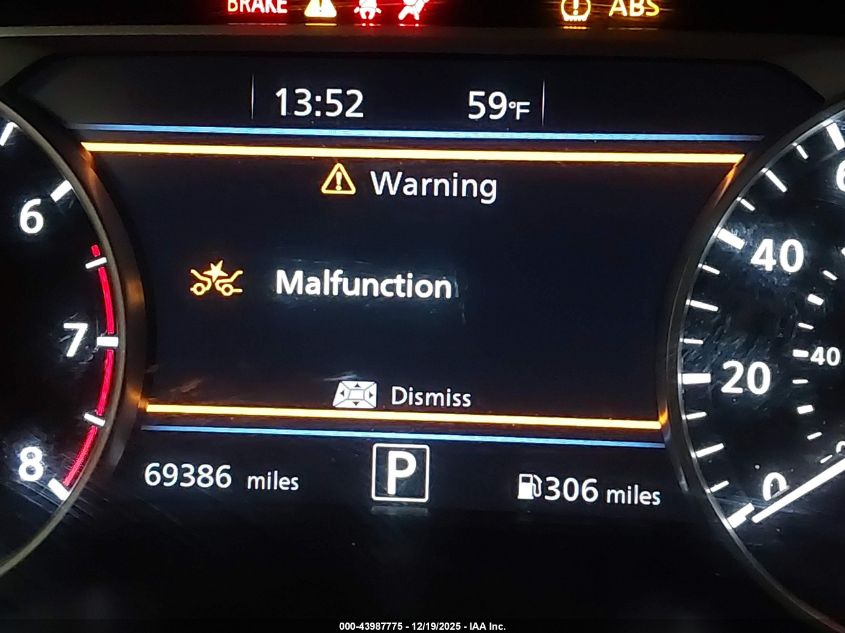 BRAKE ABS
13:52 59°F
Warning
6
40
Malfunction
7
40
20
Dismiss
8
69386 miles P 306 miles
0
000-43987775 - 12/19/2025 - IAA Inc.